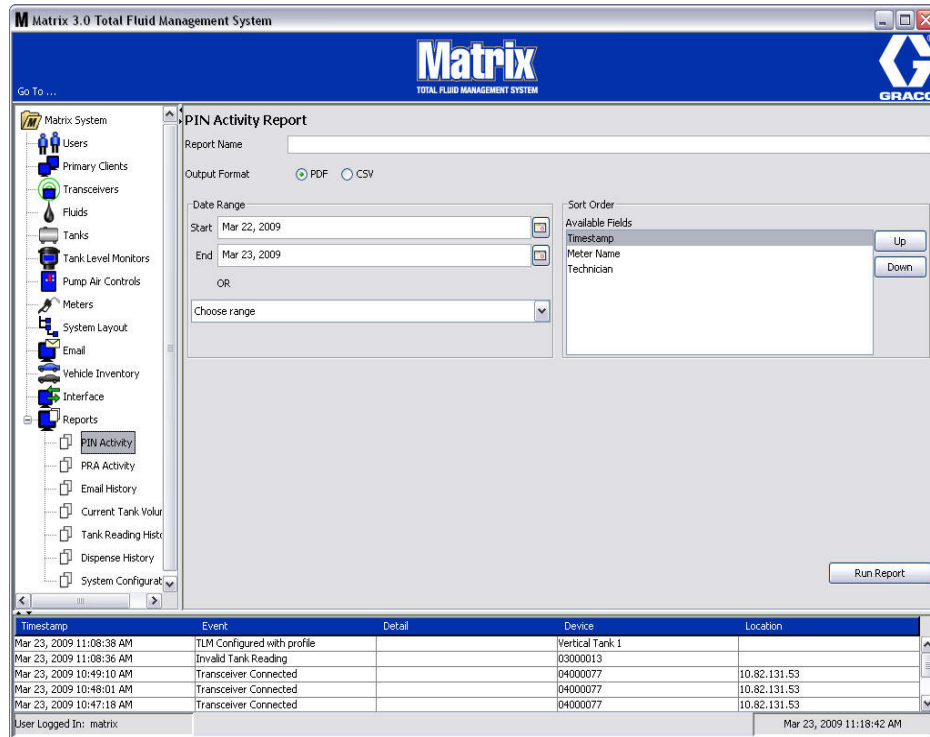 Matrix 3.0 Total Fluid Management System
Matrix
TOTAL FLUID MANAGEMENT SYSTEM
GRACO
Go To ...
Matrix System
Users
Primary Clients
Transceivers
Fluids
Tanks
Tank Level Monitors
Pump Air Controls
Meters
System Layout
Email
Vehicle Inventory
Interface
Reports
PIN Activity
PRA Activity
Email History
Current Tank Volur
Tank Reading Histo
Dispense History
System Configurat
PIN Activity Report
Report Name
Output Format PDF CSV
Date Range
Start Mar 22, 2009
End Mar 23, 2009
OR
Choose range
Sort Order
Available Fields
Timestamp
Meter Name
Technician
Up
Down
Run Report
Timestamp Event Detail Device Location
Mar 23, 2009 11:08:38 AM TLM Configured with profile Vertical Tank 1
Mar 23, 2009 11:08:36 AM Invalid Tank Reading 03000013
Mar 23, 2009 10:49:10 AM Transceiver Connected 04000077 10.82.131.53
Mar 23, 2009 10:48:01 AM Transceiver Connected 04000077 10.82.131.53
Mar 23, 2009 10:47:18 AM Transceiver Connected 04000077 10.82.131.53
User Logged In: matrix Mar 23, 2009 11:18:42 AM